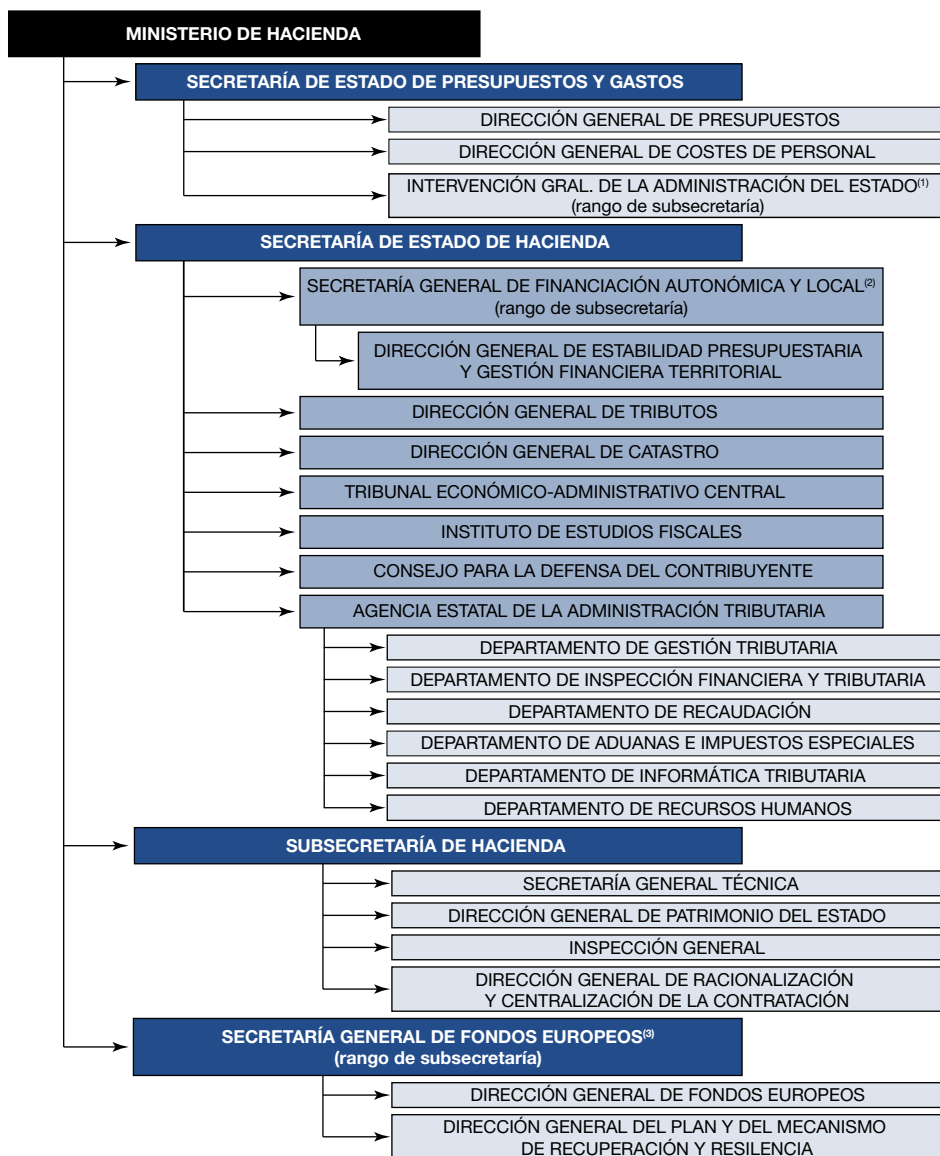 MINISTERIO DE HACIENDA
SECRETARÍA DE ESTADO DE PRESUPUESTOS Y GASTOS
DIRECCIÓN GENERAL DE PRESUPUESTOS
DIRECCIÓN GENERAL DE COSTES DE PERSONAL
INTERVENCIÓN GRAL. DE LA ADMINISTRACIÓN DEL ESTADO(1)
(rango de subsecretaría)
SECRETARÍA DE ESTADO DE HACIENDA
SECRETARÍA GENERAL DE FINANCIACIÓN AUTONÓMICA Y LOCAL(2)
(rango de subsecretaría)
DIRECCIÓN GENERAL DE ESTABILIDAD PRESUPUESTARIA
Y GESTIÓN FINANCIERA TERRITORIAL
DIRECCIÓN GENERAL DE TRIBUTOS
DIRECCIÓN GENERAL DE CATASTRO
TRIBUNAL ECONÓMICO-ADMINISTRATIVO CENTRAL
INSTITUTO DE ESTUDIOS FISCALES
CONSEJO PARA LA DEFENSA DEL CONTRIBUYENTE
AGENCIA ESTATAL DE LA ADMINISTRACIÓN TRIBUTARIA
DEPARTAMENTO DE GESTIÓN TRIBUTARIA
DEPARTAMENTO DE INSPECCIÓN FINANCIERA Y TRIBUTARIA
DEPARTAMENTO DE RECAUDACIÓN
DEPARTAMENTO DE ADUANAS E IMPUESTOS ESPECIALES
DEPARTAMENTO DE INFORMÁTICA TRIBUTARIA
DEPARTAMENTO DE RECURSOS HUMANOS
SUBSECRETARÍA DE HACIENDA
SECRETARÍA GENERAL TÉCNICA
DIRECCIÓN GENERAL DE PATRIMONIO DEL ESTADO
INSPECCIÓN GENERAL
DIRECCIÓN GENERAL DE RACIONALIZACIÓN
Y CENTRALIZACIÓN DE LA CONTRATACIÓN
SECRETARÍA GENERAL DE FONDOS EUROPEOS(3)
(rango de subsecretaría)
DIRECCIÓN GENERAL DE FONDOS EUROPEOS
DIRECCIÓN GENERAL DEL PLAN Y DEL MECANISMO
DE RECUPERACIÓN Y RESILENCIA